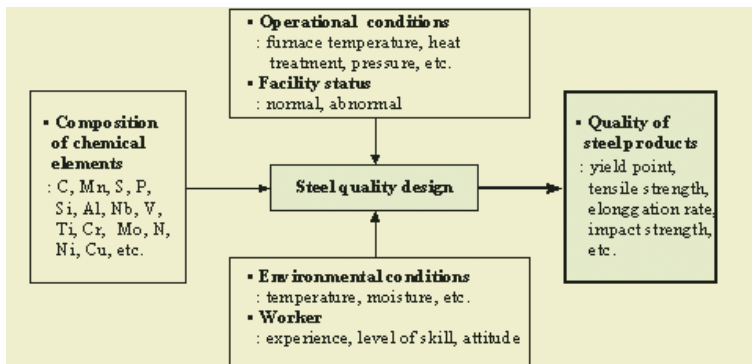 ▪ Operational conditions
: furnace temperature, heat
treatment, pressure, etc.
▪ Facility status
: normal, abnormal
▪ Composition
of chemical
elements
: C, Mn, S, P,
Si, Al, Nb, V,
Ti, Cr, Mo, N,
Ni, Cu, etc.
Steel quality design
▪ Quality of
steel products
: yield point,
tensile strength,
elonggation rate,
impact strength,
etc.
▪ Environmental conditions
: temperature, moisture, etc.
▪ Worker
: experience, level of skill, attitude